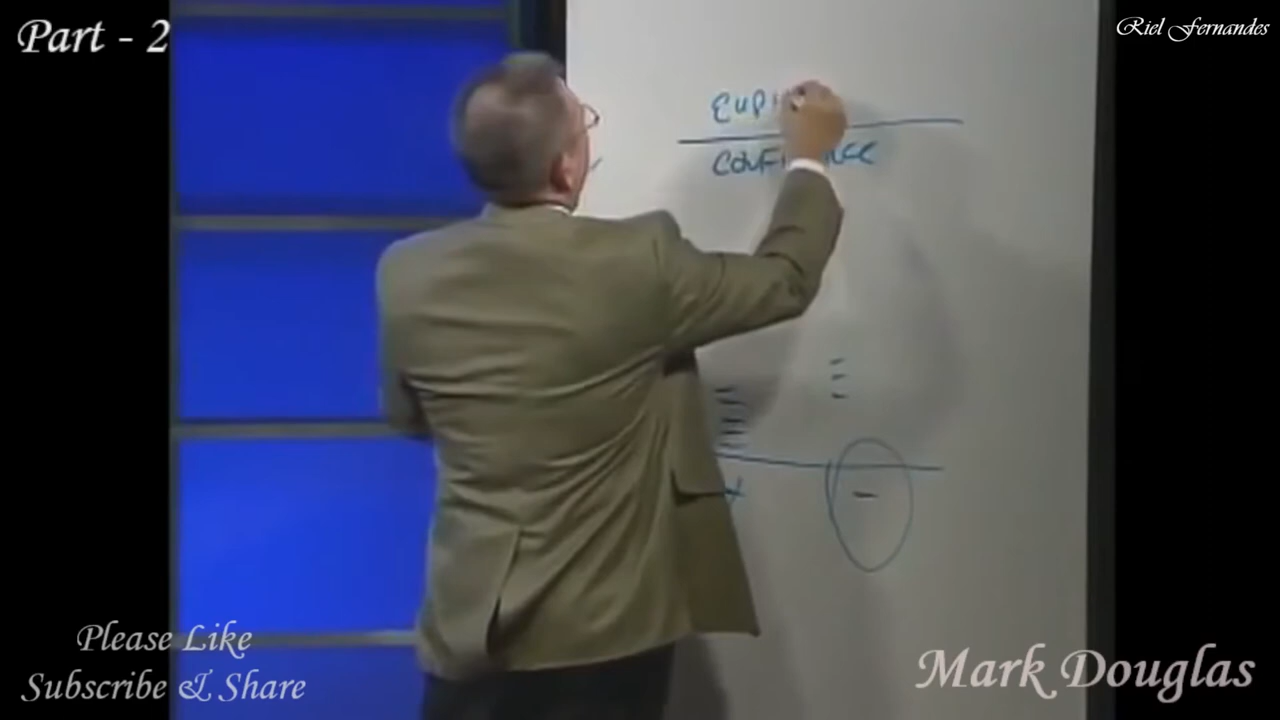 Part - 2
Riel Fernandes
Mark Douglas
Please Like
Subscribe & Share